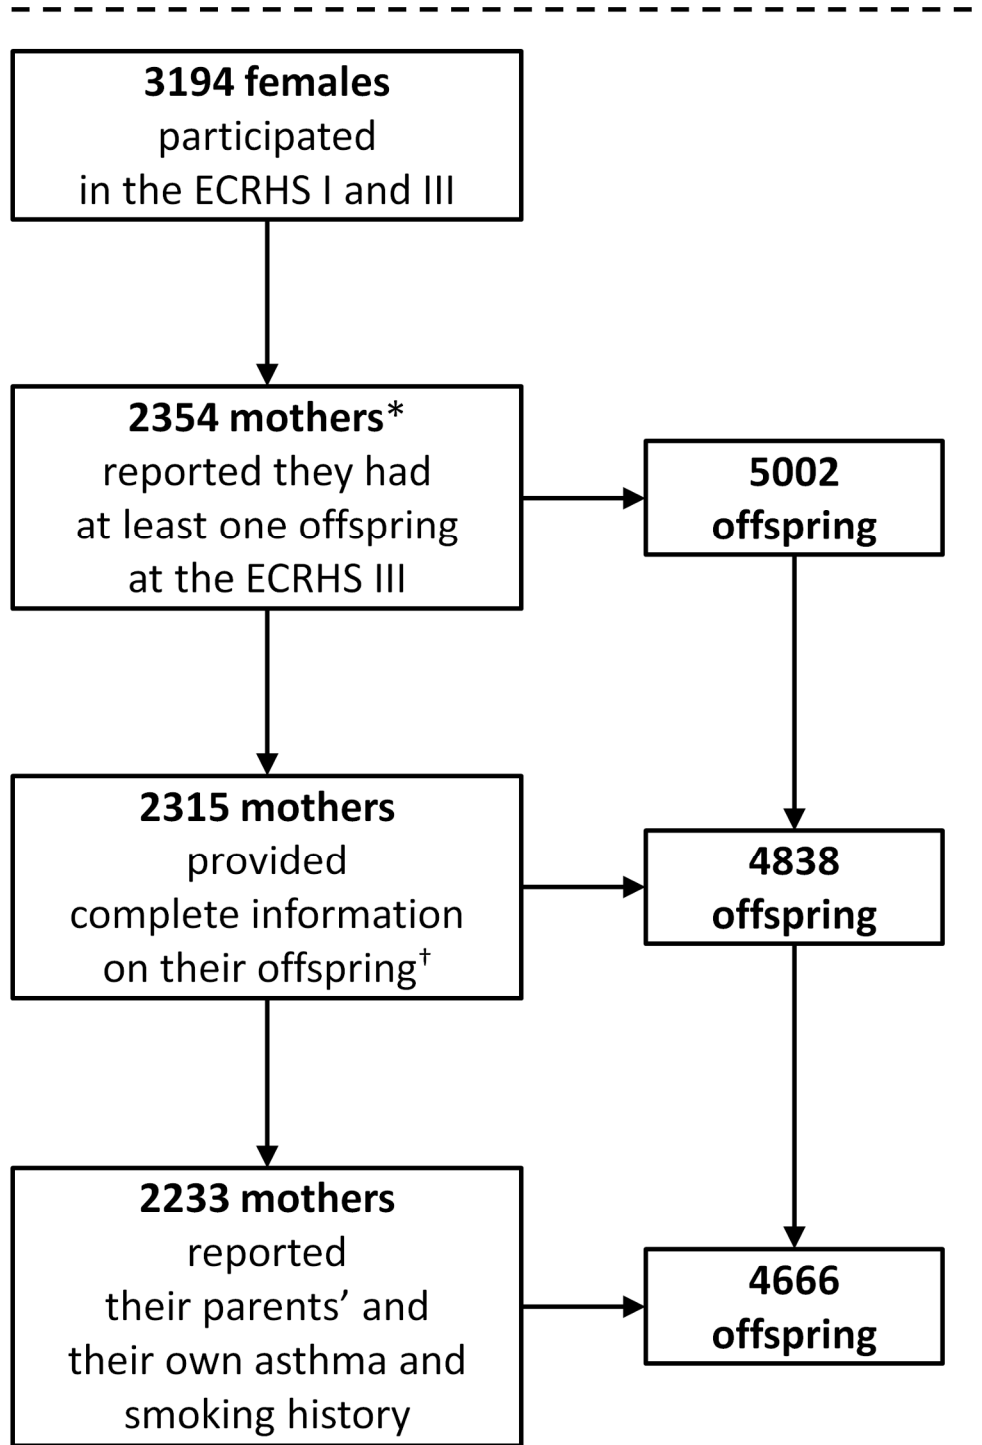 3194 females
participated
in the ECRHS I and III
2354 mothers*
reported they had
at least one offspring
at the ECRHS III
5002
offspring
2315 mothers
provided
complete information
on their offspring†
4838
offspring
2233 mothers
reported
their parents’ and
their own asthma and
smoking history
4666
offspring